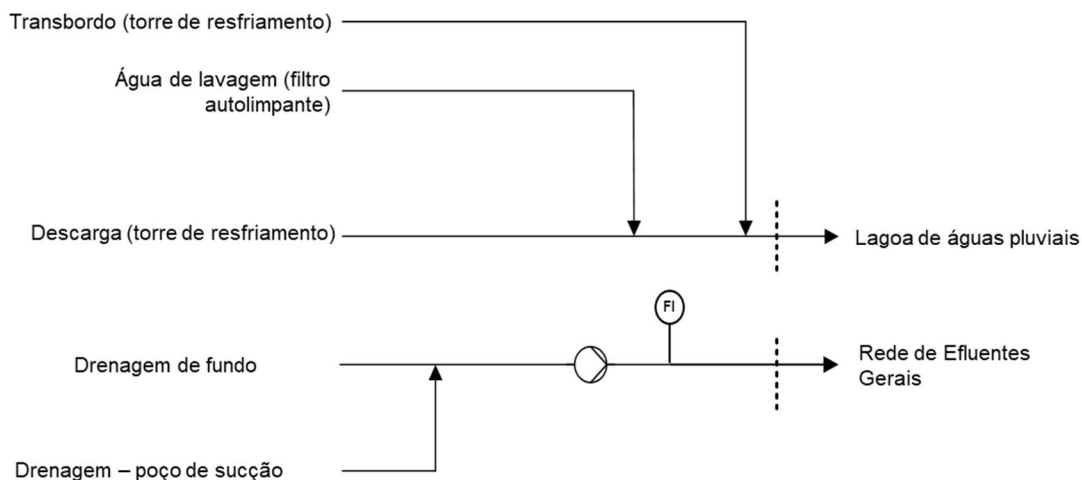 Transbordo (torre de resfriamento)
Água de lavagem (filtro
autolimpante)
Descarga (torre de resfriamento)
Lagoa de águas pluviais
FI
Drenagem de fundo
Rede de Efluentes
Gerais
Drenagem – poço de sucção